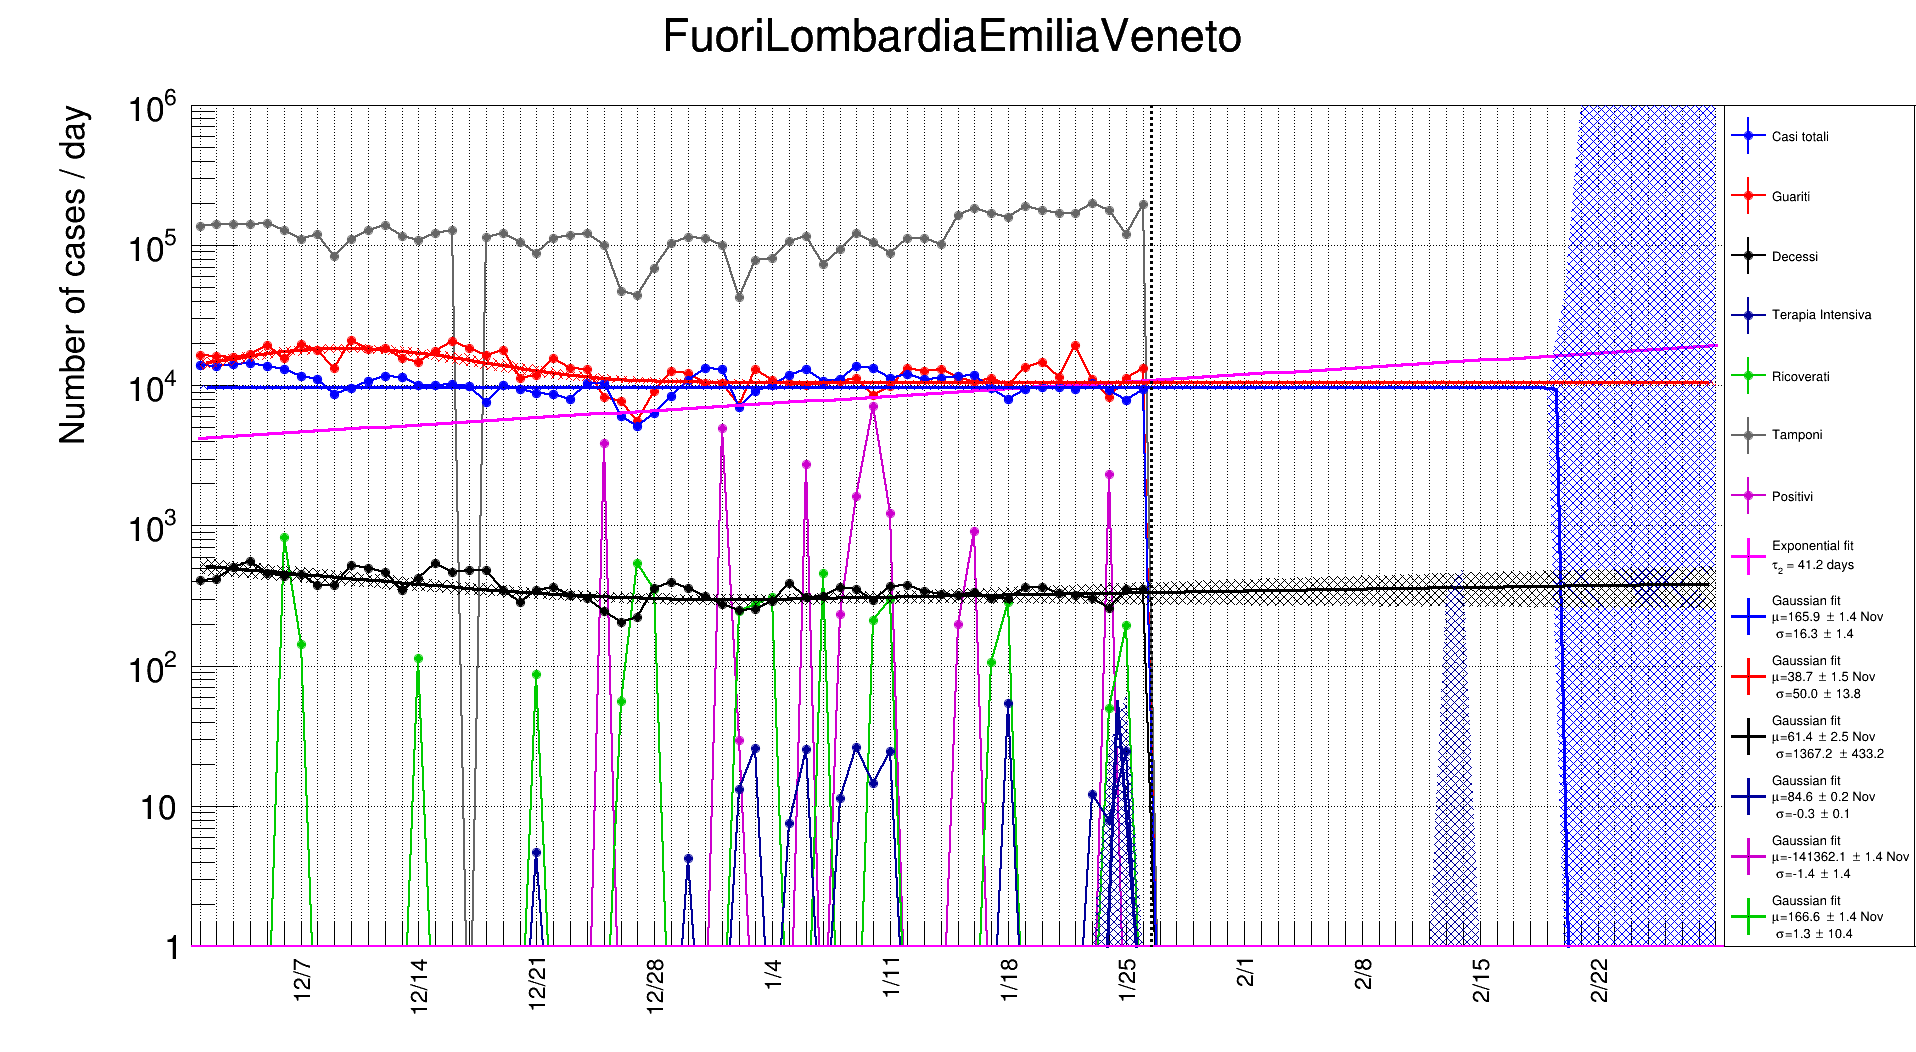 FuoriLombardiaEmiliaVeneto
Number of cases / day
10^6
10^5
10^4
10^3
10^2
10
1
12/7
12/14
12/21
12/28
1/4
1/11
1/18
1/25
2/1
2/8
2/15
2/22
Casi totali
Guariti
Decessi
Terapia Intensiva
Ricoverati
Tamponi
Positivi
Exponential fit
τ₂ = 41.2 days
Gaussian fit
μ=165.9 ± 1.4 Nov
σ=16.3 ± 1.4
Gaussian fit
μ=38.7 ± 1.5 Nov
σ=50.0 ± 13.8
Gaussian fit
μ=61.4 ± 2.5 Nov
σ=1367.2 ± 433.2
Gaussian fit
μ=84.6 ± 0.2 Nov
σ=-0.3 ± 0.1
Gaussian fit
μ=-141362.1 ± 1.4 Nov
σ=-1.4 ± 1.4
Gaussian fit
μ=166.6 ± 1.4 Nov
σ=1.3 ± 10.4